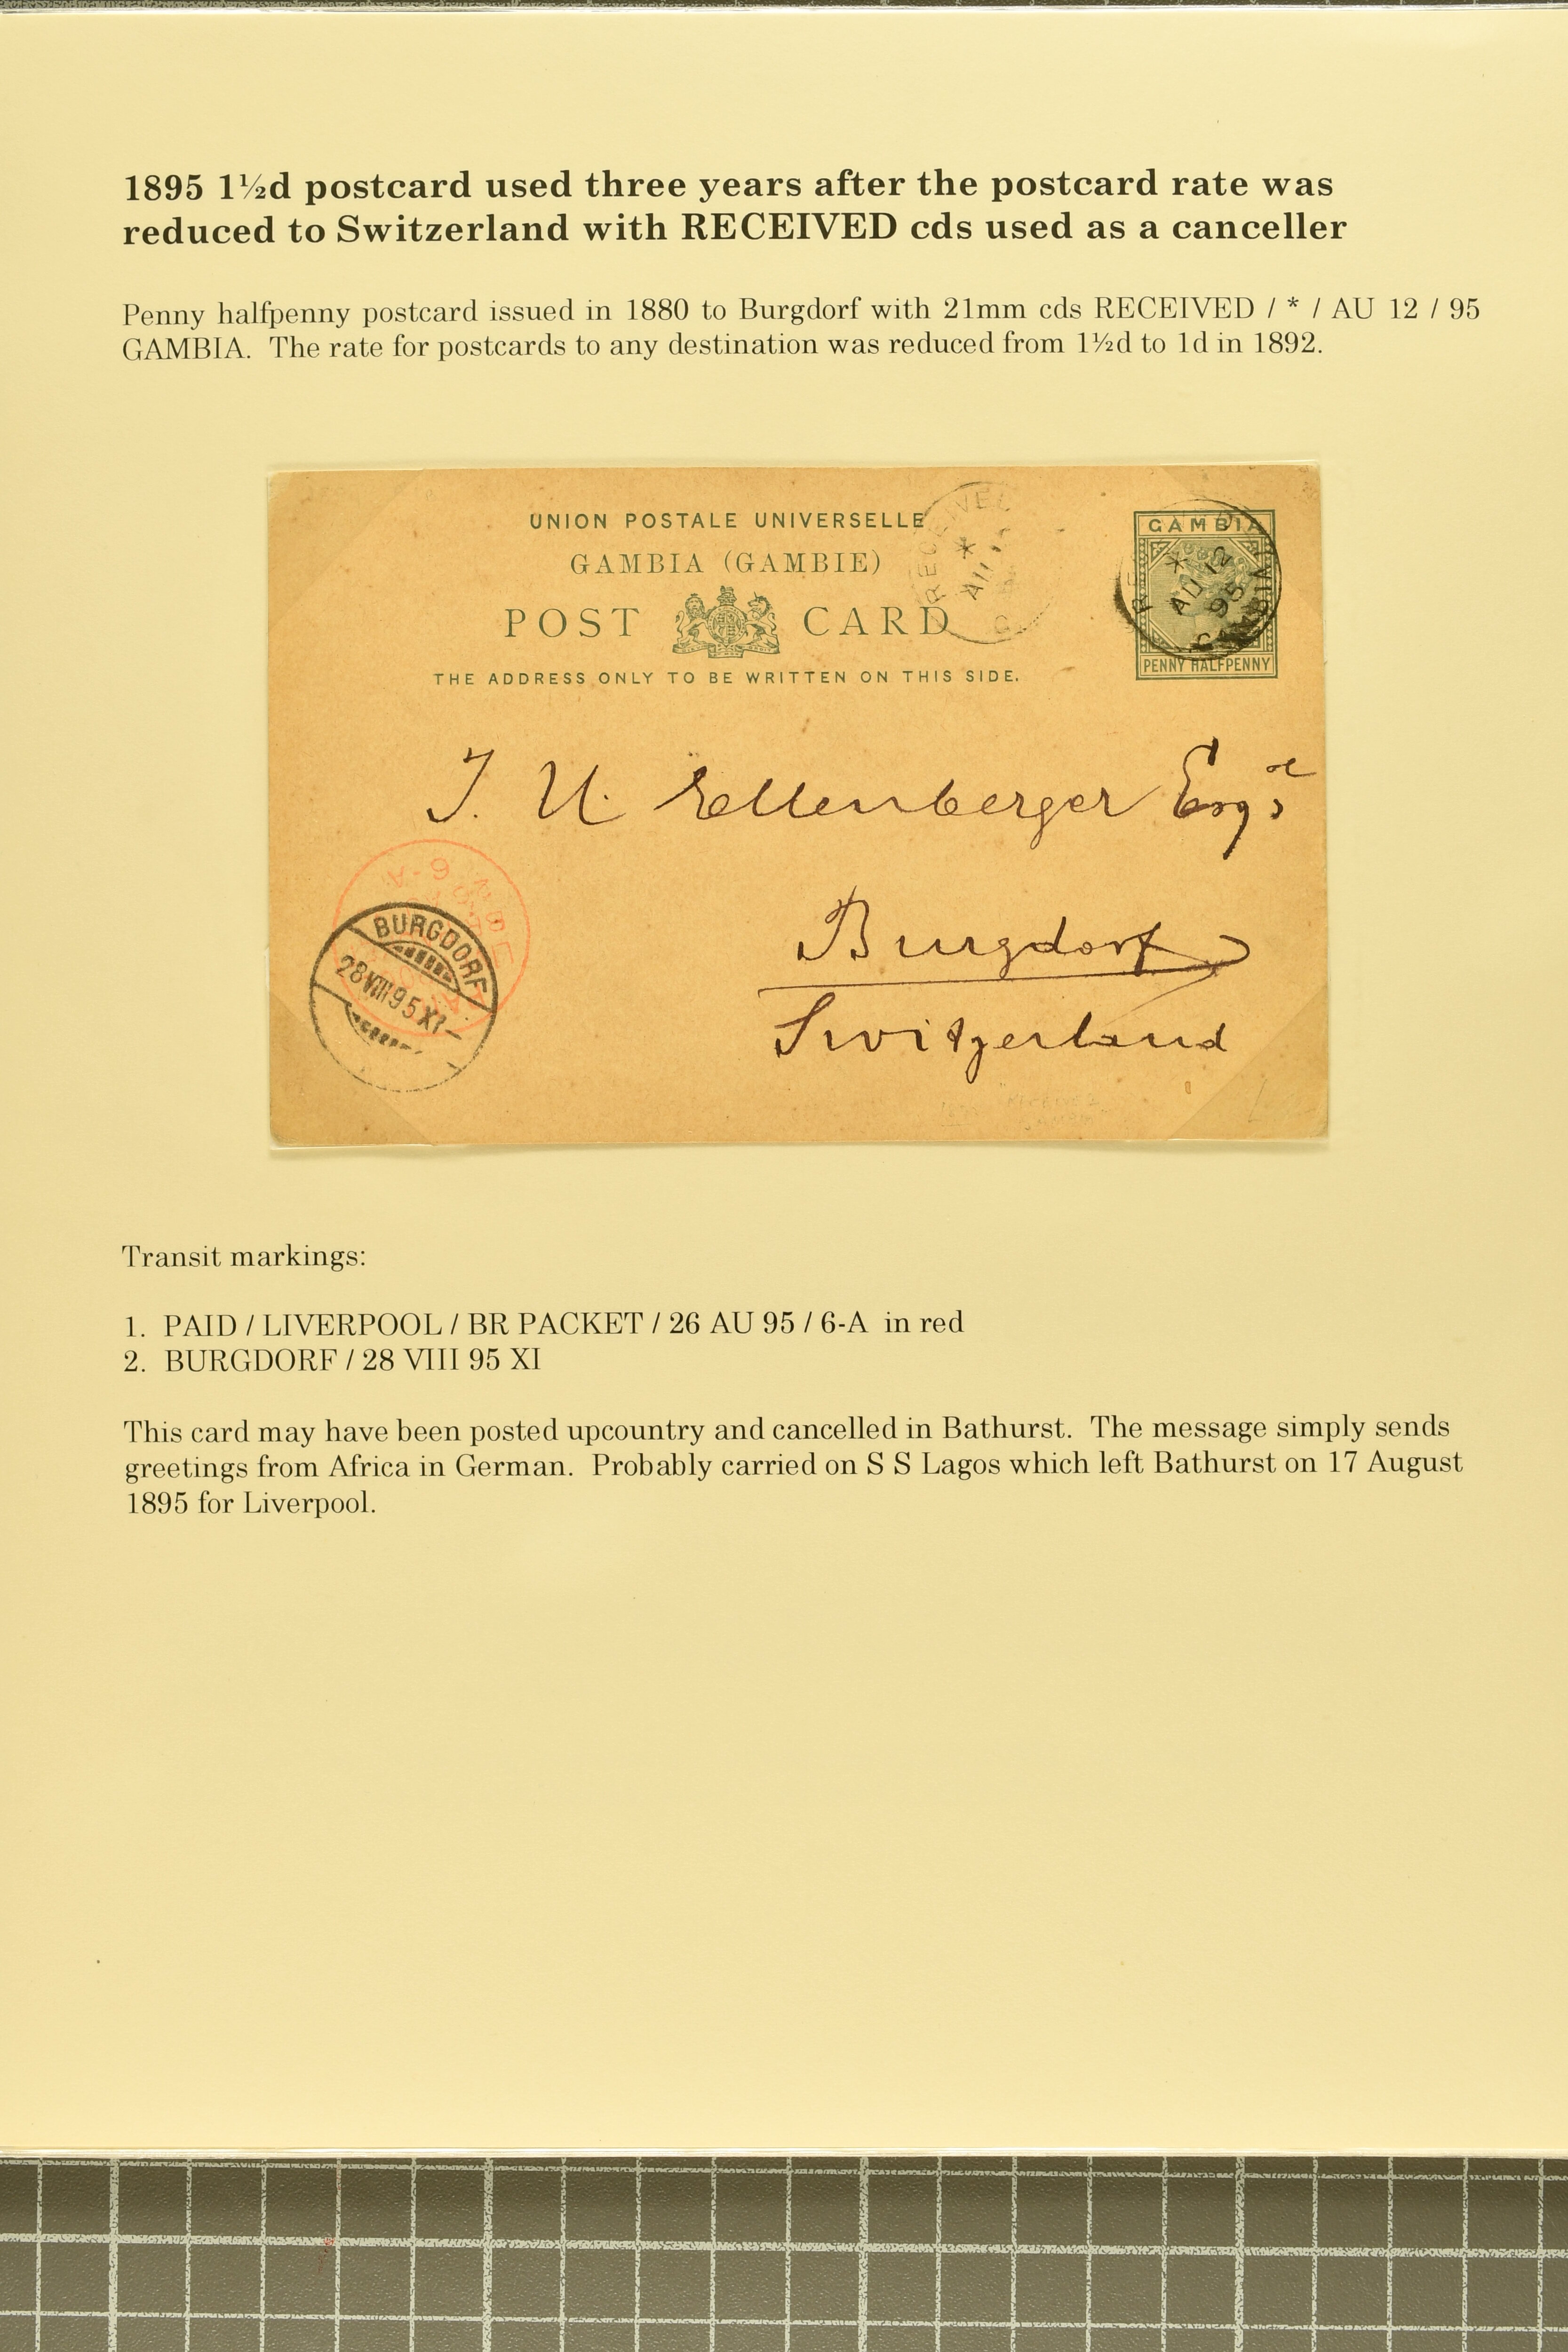 1895 1½d postcard used three years after the postcard rate was
reduced to Switzerland with RECEIVED cds used as a canceller
Penny halfpenny postcard issued in 1880 to Burgdorf with 21mm cds RECEIVED / * / AU 12 / 95
GAMBIA. The rate for postcards to any destination was reduced from 1½d to 1d in 1892.
UNION POSTALE UNIVERSELLE
GAMBIA (GAMBIE)
POST CARD
THE ADDRESS ONLY TO BE WRITTEN ON THIS SIDE.
RECEIVED
*
GAMBIA
*
AU 12
95
GAMBIA
PENNY HALFPENNY
J. U. Ellenberger Esqre
Burgdorf
Switzerland
6-A
BURGDORF
28 VIII 95 XI
Transit markings:
1. PAID / LIVERPOOL / BR PACKET / 26 AU 95 / 6-A in red
2. BURGDORF / 28 VIII 95 XI
This card may have been posted upcountry and cancelled in Bathurst. The message simply sends
greetings from Africa in German. Probably carried on S S Lagos which left Bathurst on 17 August
1895 for Liverpool.